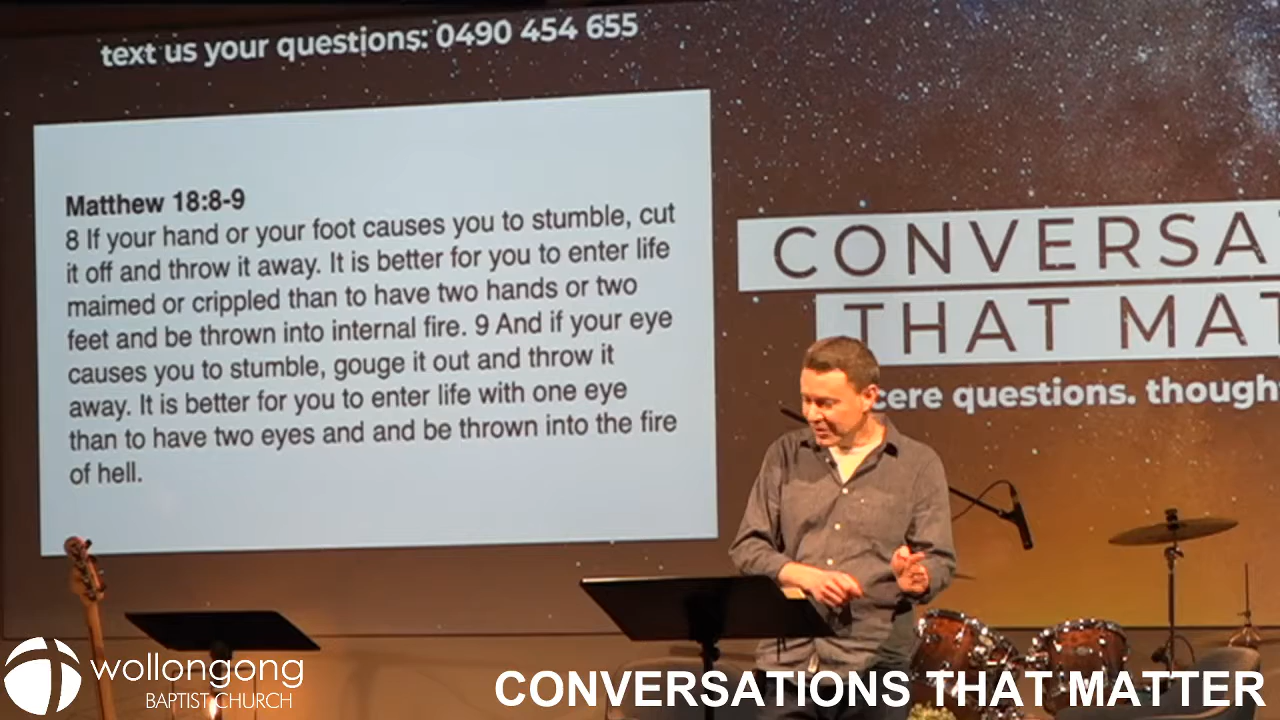 text us your questions: 0490 454 655
Matthew 18:8-9
8 If your hand or your foot causes you to stumble, cut
it off and throw it away. It is better for you to enter life
maimed or crippled than to have two hands or two
feet and be thrown into internal fire. 9 And if your eye
causes you to stumble, gouge it out and throw it
away. It is better for you to enter life with one eye
than to have two eyes and and be thrown into the fire
of hell.
CONVERSA
THAT MAT
cere questions. though
wollongong
BAPTIST CHURCH
CONVERSATIONS THAT MATTER